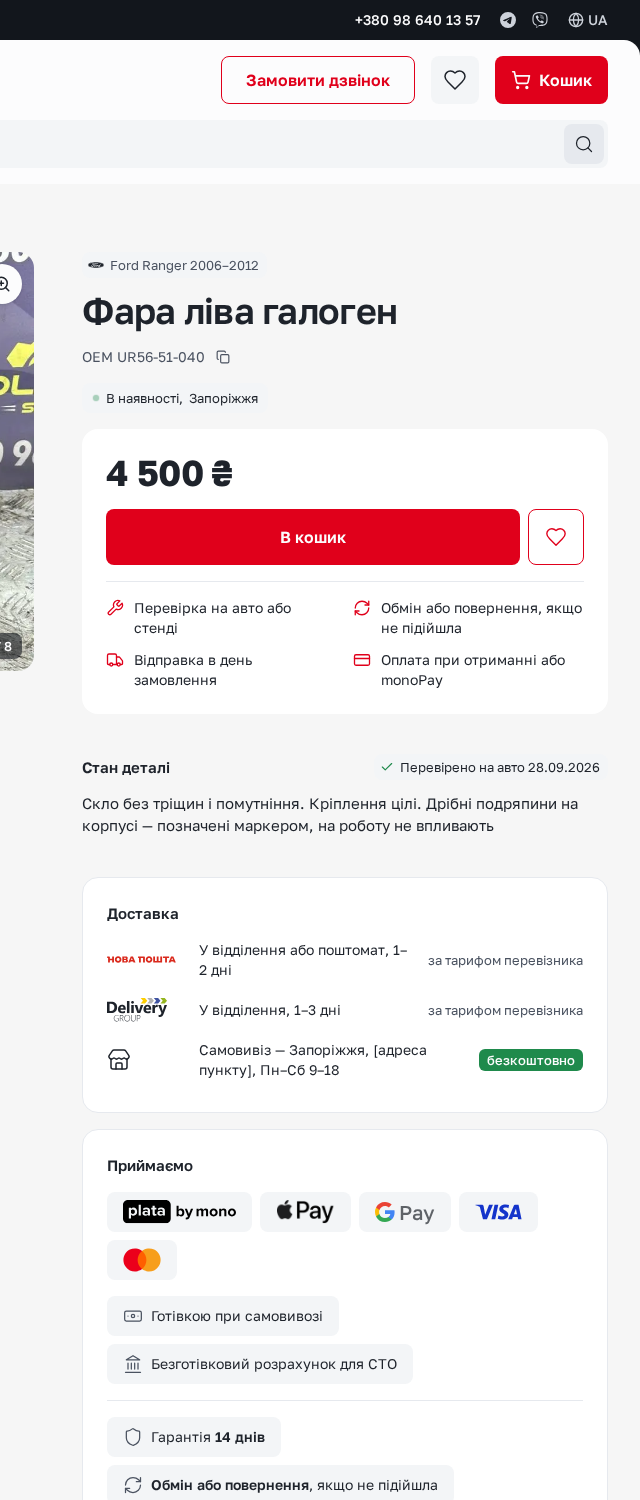 +380 98 640 13 57
UA
Замовити дзвінок
Кошик
Ford Ranger 2006–2012
Фара ліва галоген
OEM UR56-51-040
В наявності, Запоріжжя
4 500 ₴
В кошик
Перевірка на авто або
стенді
Обмін або повернення, якщо
не підійшла
Відправка в день
замовлення
Оплата при отриманні або
monoPay
8
Стан деталі
Перевірено на авто 28.09.2026
Скло без тріщин і помутніння. Кріплення цілі. Дрібні подряпини на
корпусі — позначені маркером, на роботу не впливають
Доставка
НОВА ПОШТА
У відділення або поштомат, 1–
2 дні
за тарифом перевізника
Delivery
GROUP
У відділення, 1–3 дні
за тарифом перевізника
Самовивіз — Запоріжжя, [адреса
пункту], Пн–Сб 9–18
безкоштовно
Приймаємо
plata by mono
Pay
G Pay
VISA
Готівкою при самовивозі
Безготівковий розрахунок для СТО
Гарантія 14 днів
Обмін або повернення, якщо не підійшла